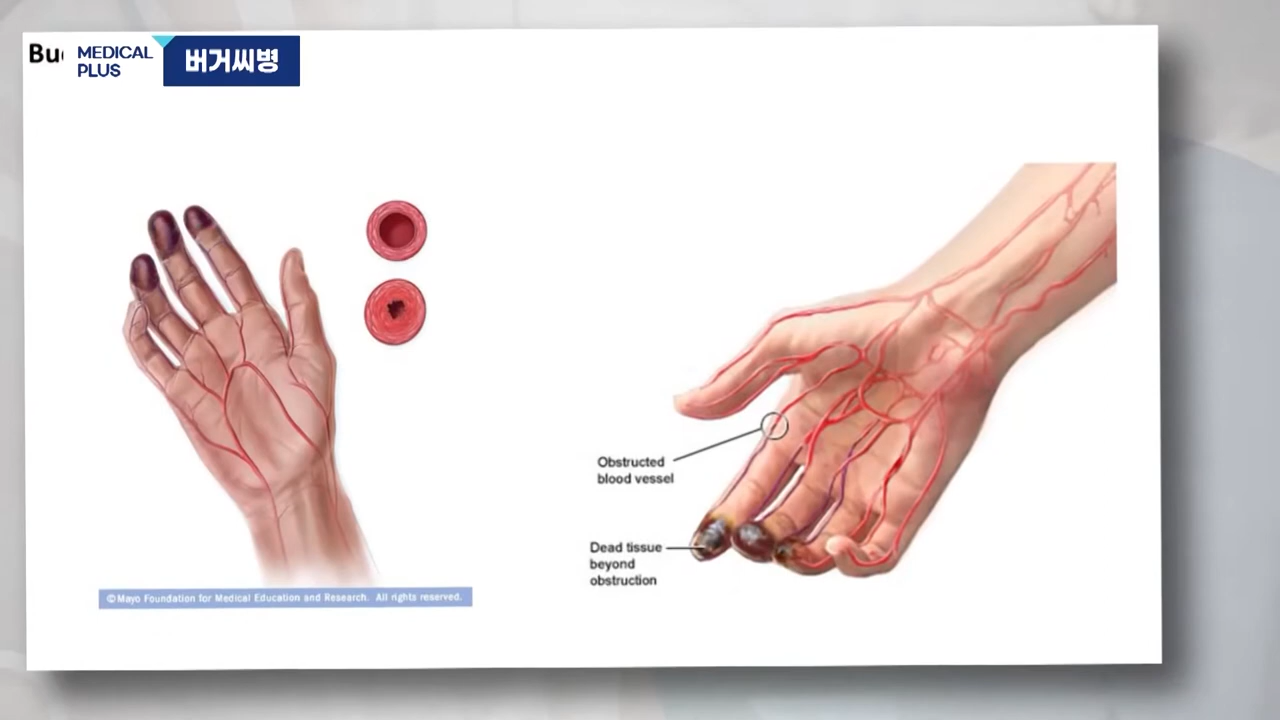 MEDICAL
PLUS
버거씨병
Obstructed
blood vessel
Dead tissue
beyond
obstruction
©Mayo Foundation for Medical Education and Research. All rights reserved.